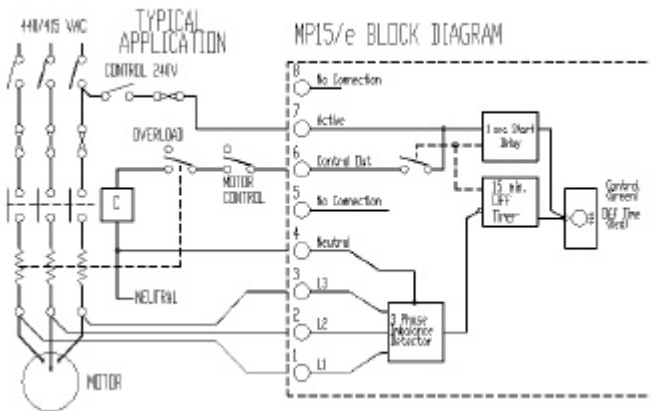 440/415 VAC
TYPICAL
APPLICATION
CONTROL 240V
OVERLOAD
MOTOR
CONTROL
C
NEUTRAL
MOTOR
MP15/e BLOCK DIAGRAM
8
No Connection
7
Active
6
Control Out
5
No Connection
4
Neutral
3
L3
2
L2
1
L1
1 sec Start
Delay
15 min.
OFF
Timer
3 Phase
Imbalance
Detector
Control
(Green)
Off Time
(Red)